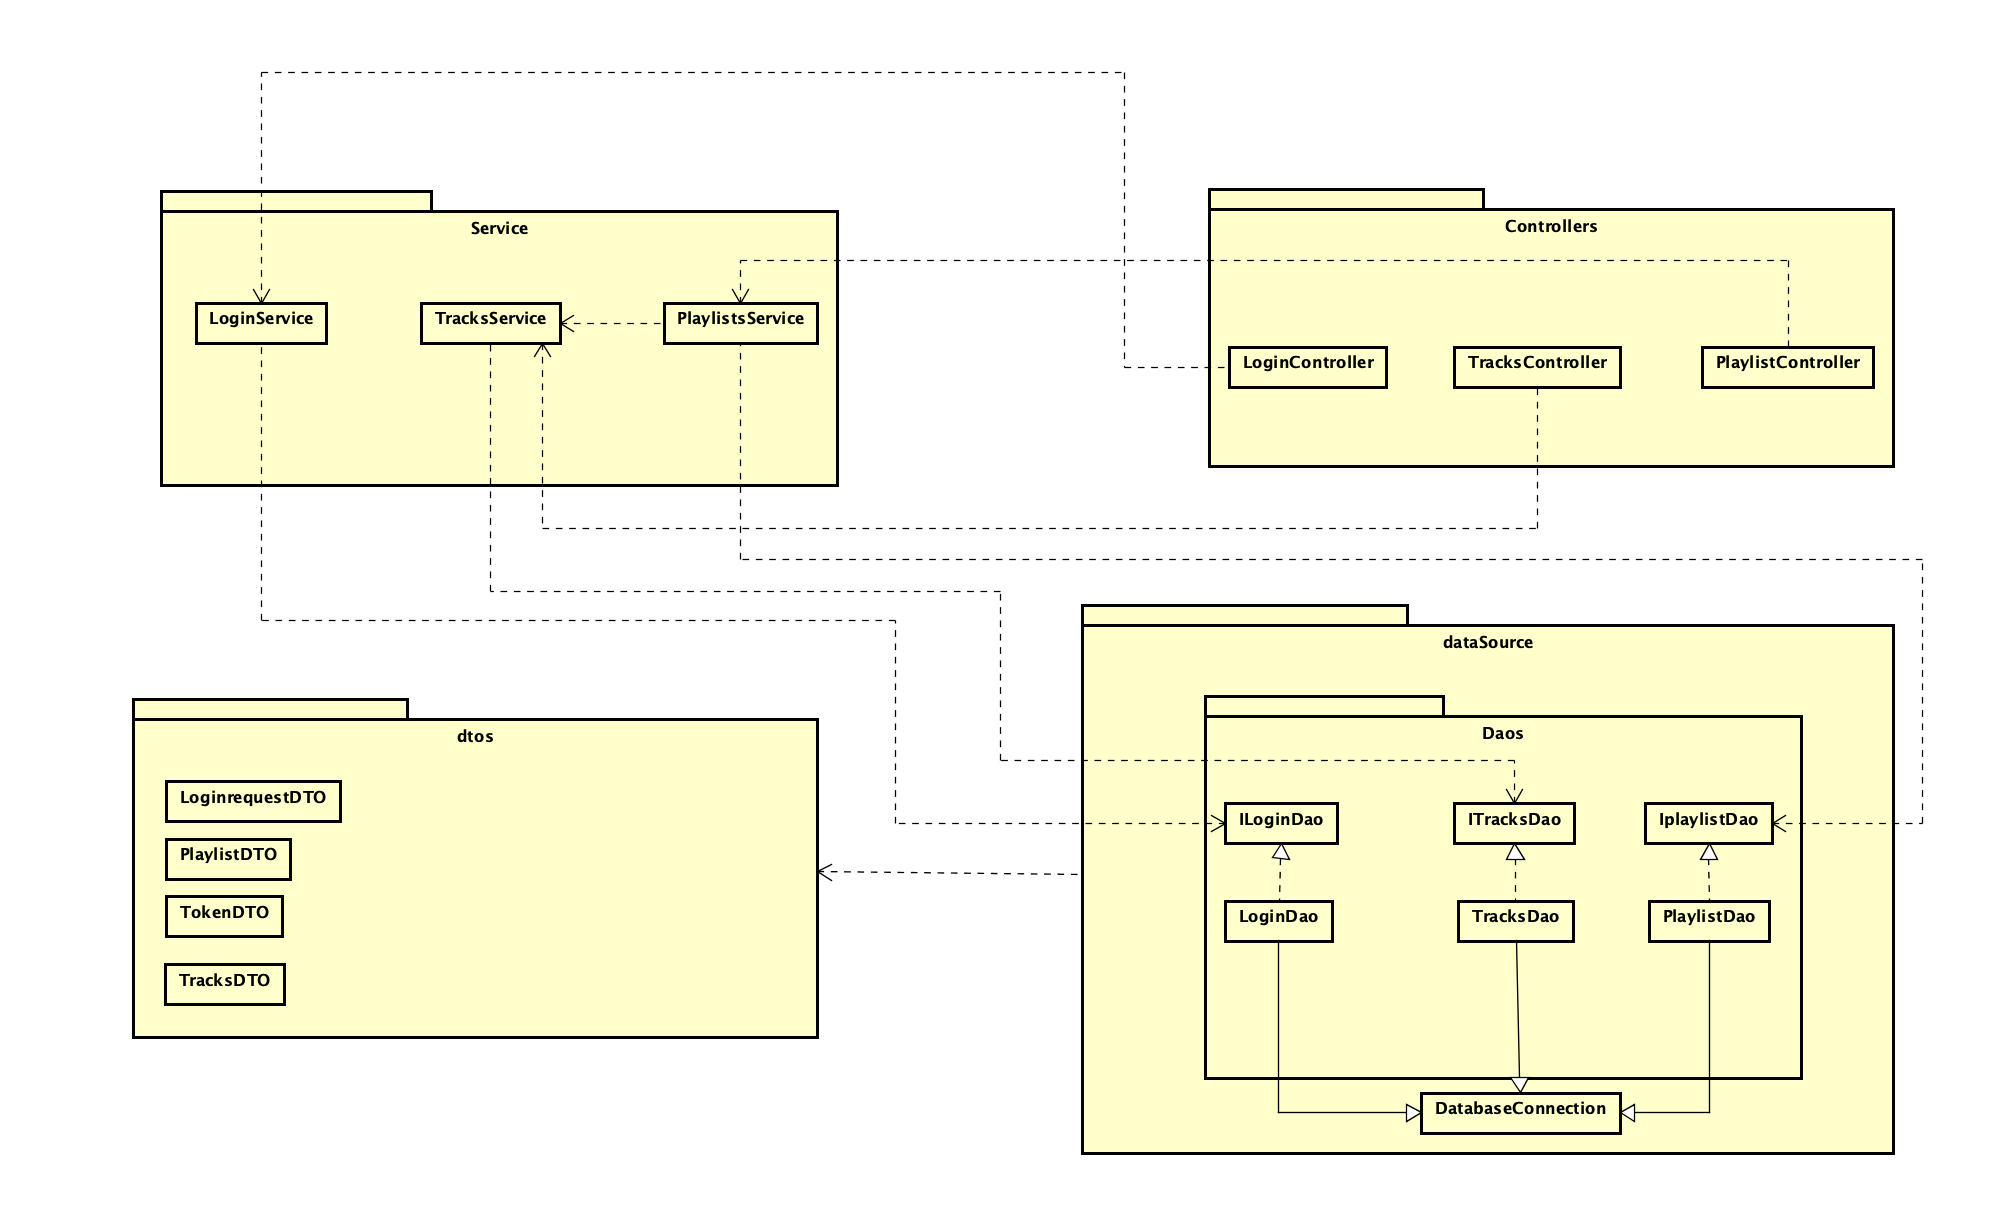 Service
LoginService
TracksService
PlaylistsService
Controllers
LoginController
TracksController
PlaylistController
dtos
LoginrequestDTO
PlaylistDTO
TokenDTO
TracksDTO
dataSource
Daos
ILoginDao
ITracksDao
IplaylistDao
LoginDao
TracksDao
PlaylistDao
DatabaseConnection